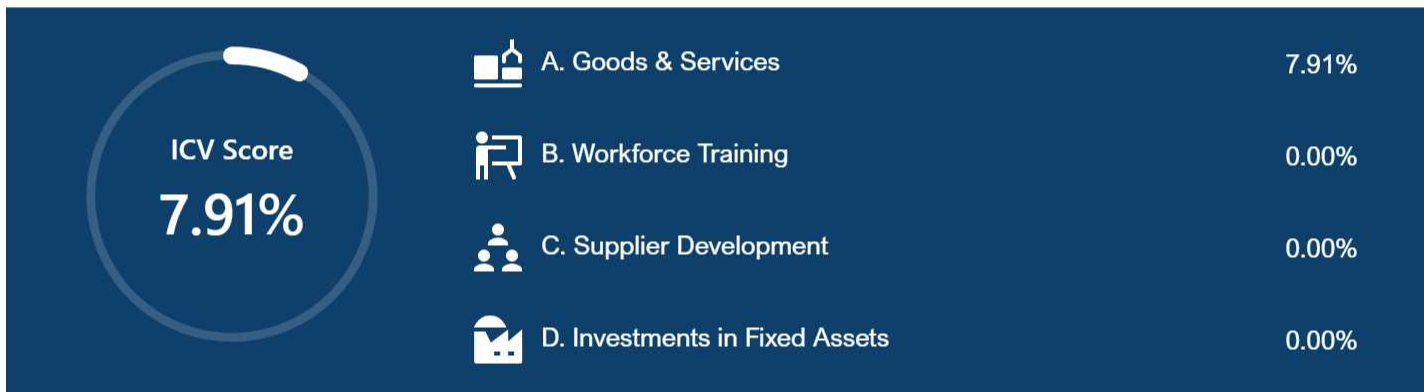 ICV Score
7.91%
A. Goods & Services 7.91%
B. Workforce Training 0.00%
C. Supplier Development 0.00%
D. Investments in Fixed Assets 0.00%